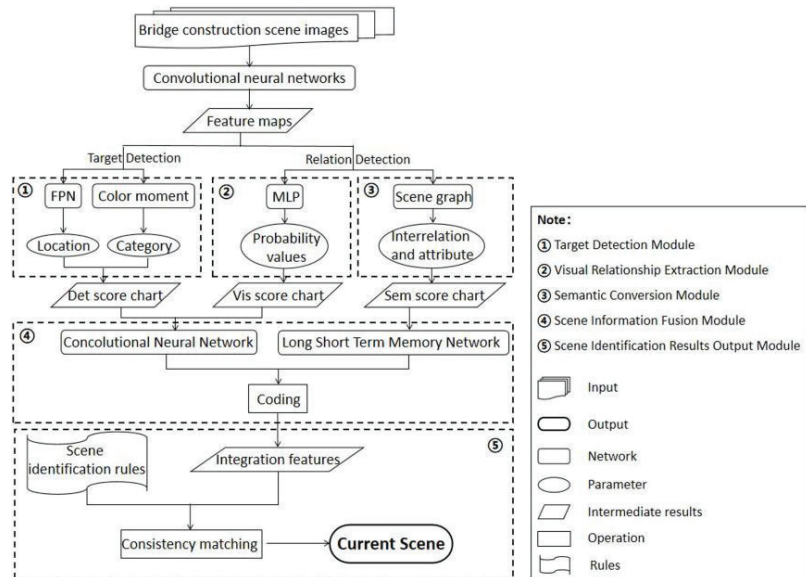 Bridge construction scene images
Convolutional neural networks
Feature maps
Target Detection
Relation Detection
①
FPN
Color moment
Location
Category
②
MLP
Probability
values
③
Scene graph
Interrelation
and attribute
Det score chart
Vis score chart
Sem score chart
④
Concolutional Neural Network
Long Short Term Memory Network
Coding
⑤
Scene
identification rules
Integration features
Consistency matching
Current Scene
Note:
① Target Detection Module
② Visual Relationship Extraction Module
③ Semantic Conversion Module
④ Scene Information Fusion Module
⑤ Scene Identification Results Output Module
Input
Output
Network
Parameter
Intermediate results
Operation
Rules